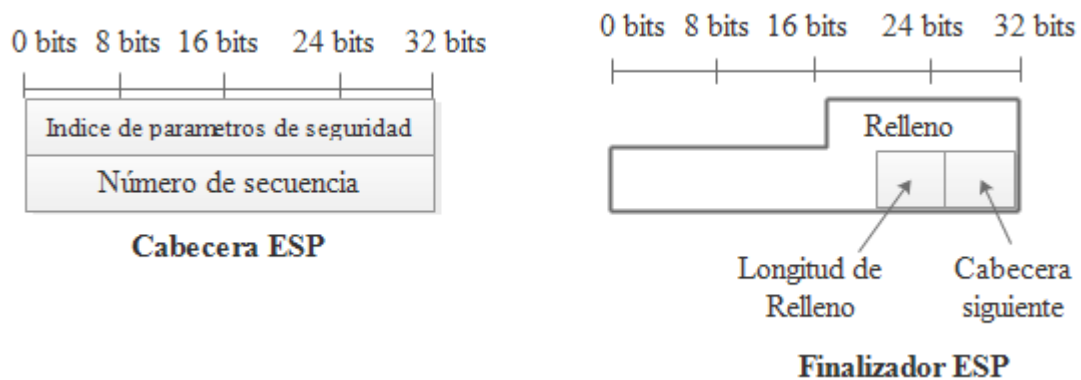 0 bits 8 bits 16 bits 24 bits 32 bits
Indice de parametros de seguridad
Número de secuencia
Cabecera ESP
0 bits 8 bits 16 bits 24 bits 32 bits
Relleno
Longitud de
Relleno
Cabecera
siguiente
Finalizador ESP